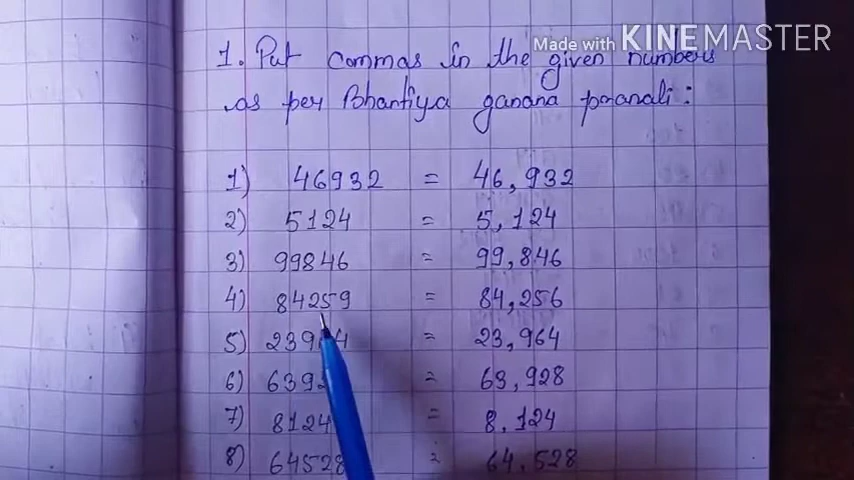 Made with KINEMASTER
1. Put commas in the given numbers
as per Bhartiya ganana pranali:
1) 46932 = 46,932
2) 5124 = 5,124
3) 99846 = 99,846
4) 84259 = 84,256
5) 23964 = 23,964
6) 6392 = 63,928
7) 8124 = 8,124
8) 64528 = 64,528